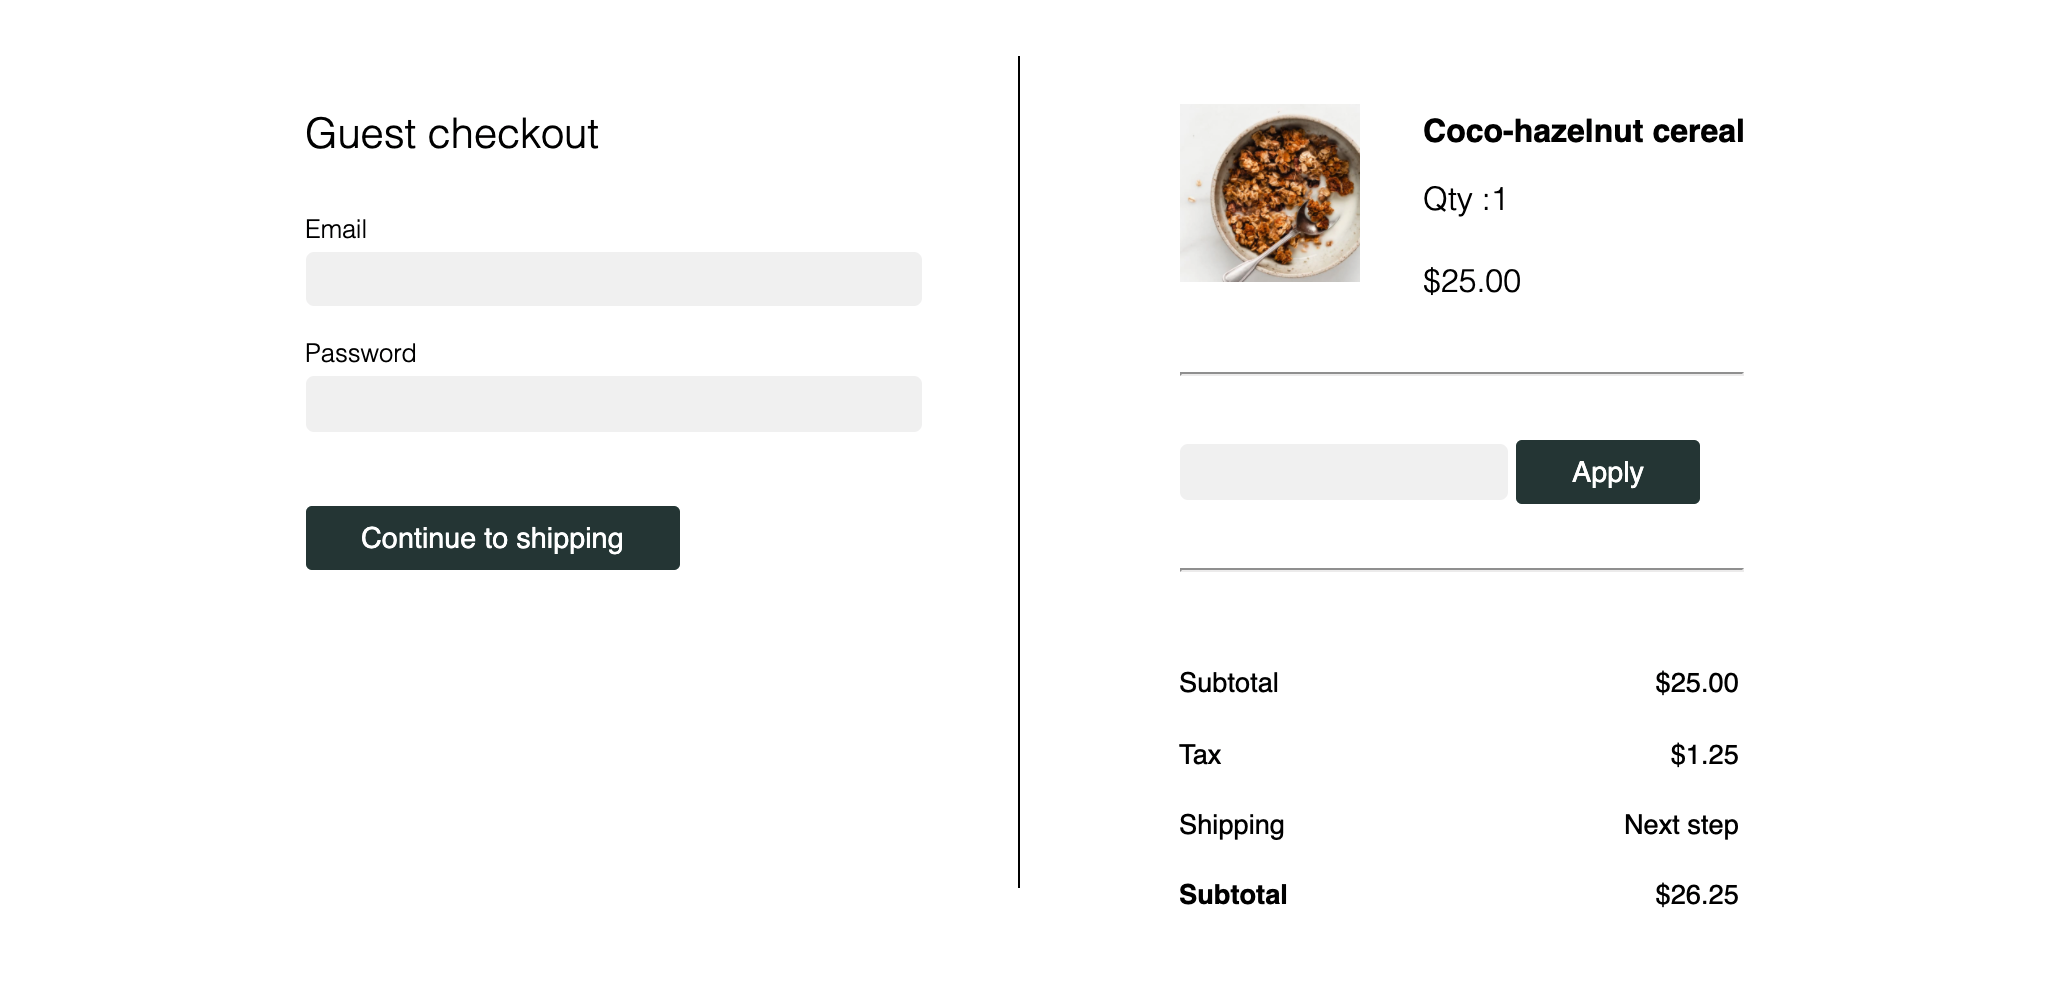 Guest checkout
Email
Password
Continue to shipping
Coco-hazelnut cereal
Qty :1
$25.00
Apply
Subtotal $25.00
Tax $1.25
Shipping Next step
Subtotal $26.25